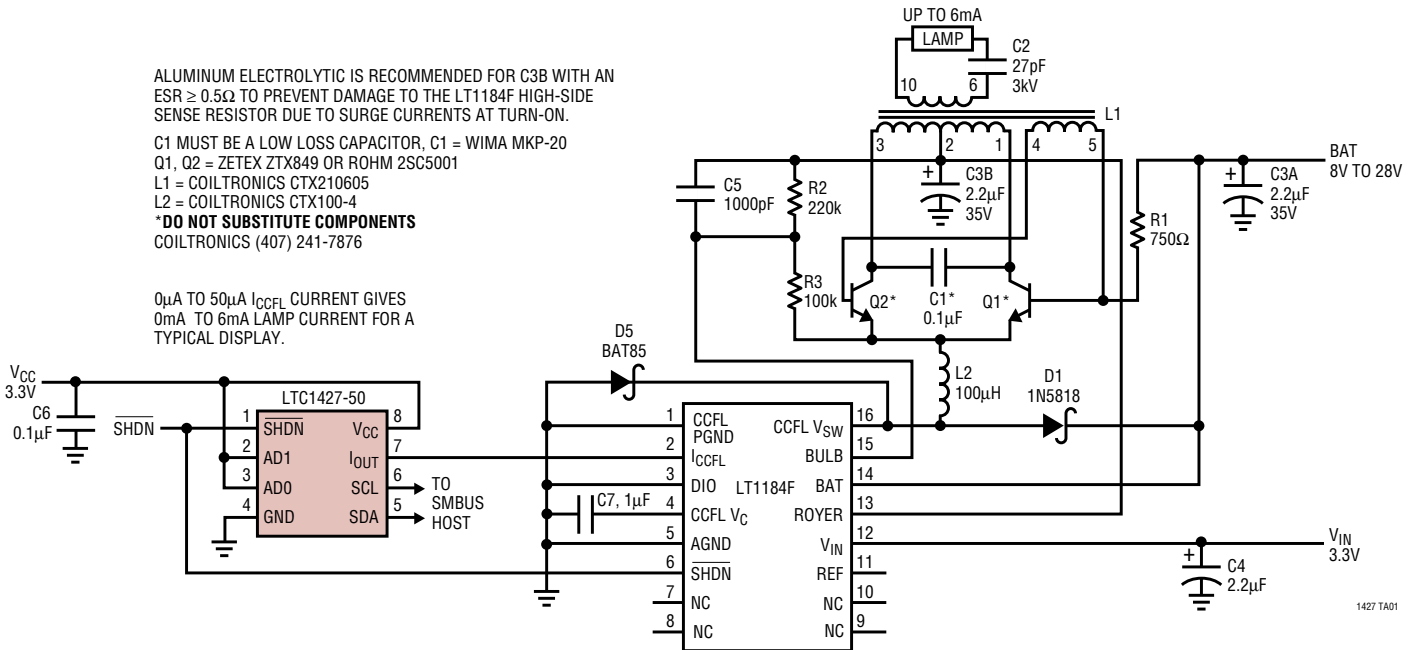 UP TO 6mA
LAMP
C2
27pF
3kV
10
6
L1
ALUMINUM ELECTROLYTIC IS RECOMMENDED FOR C3B WITH AN
ESR ≥ 0.5Ω TO PREVENT DAMAGE TO THE LT1184F HIGH-SIDE
SENSE RESISTOR DUE TO SURGE CURRENTS AT TURN-ON.
C1 MUST BE A LOW LOSS CAPACITOR, C1 = WIMA MKP-20
Q1, Q2 = ZETEX ZTX849 OR ROHM 2SC5001
L1 = COILTRONICS CTX210605
L2 = COILTRONICS CTX100-4
*DO NOT SUBSTITUTE COMPONENTS
COILTRONICS (407) 241-7876
0µA TO 50µA ICCFL CURRENT GIVES
0mA TO 6mA LAMP CURRENT FOR A
TYPICAL DISPLAY.
3
2
1
4
5
C5
1000pF
R2
220k
+
C3B
2.2µF
35V
R1
750Ω
+
C3A
2.2µF
35V
BAT
8V TO 28V
R3
100k
Q2*
C1*
0.1µF
Q1*
L2
100µH
D1
1N5818
D5
BAT85
VCC
3.3V
C6
0.1µF
SHDN
LTC1427-50
1
SHDN
2
AD1
3
AD0
4
GND
VCC
8
IOUT
7
SCL
6
SDA
5
TO
SMBUS
HOST
C7, 1µF
LT1184F
1
CCFL
PGND
2
ICCFL
3
DIO
4
CCFL VC
5
AGND
6
SHDN
7
NC
8
NC
CCFL VSW
16
BULB
15
BAT
14
ROYER
13
VIN
12
REF
11
NC
10
NC
9
+
C4
2.2µF
VIN
3.3V
1427 TA01